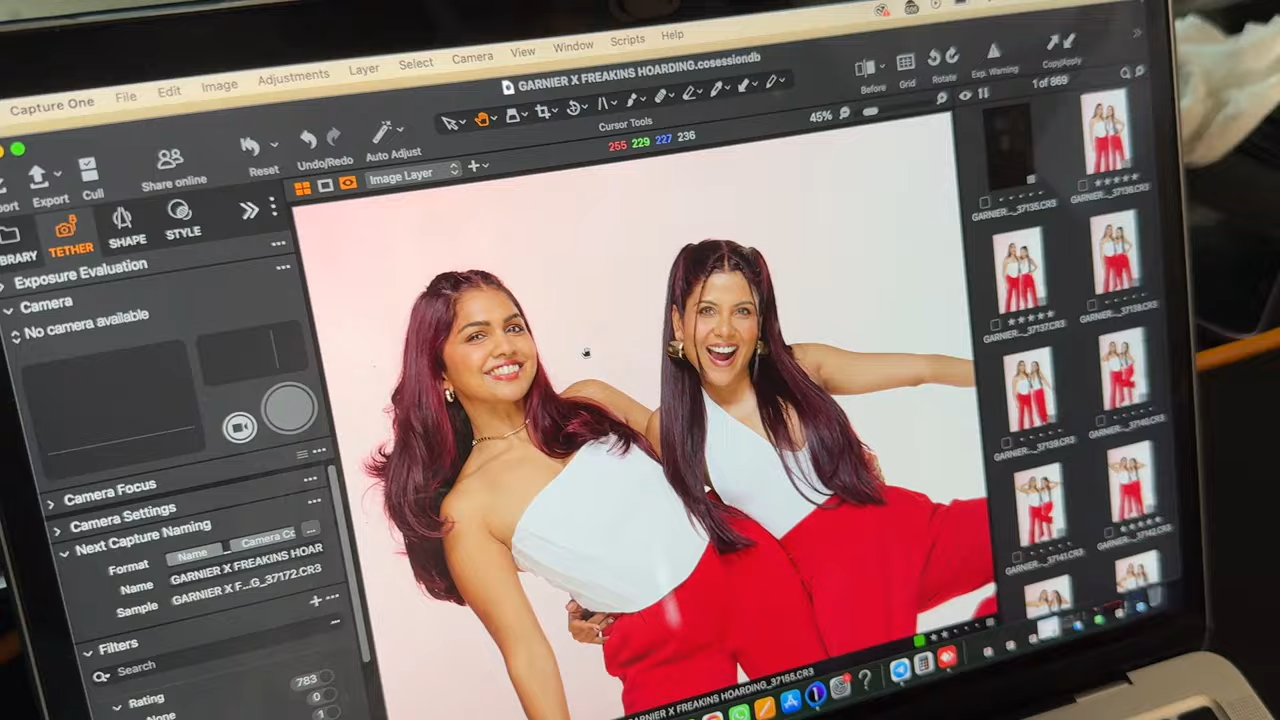 Capture One File Edit Image Adjustments Layer Select Camera View Window Scripts Help
GARNIER X FREAKINS HOARDING.cosessiondb
Export
Cull
Share online
Reset
Undo/Redo
Auto Adjust
Cursor Tools
Before
Grid
Rotate
Exp. Warning
Copy/Apply
TETHER
SHAPE
STYLE
Image Layer
255 229 227 236
45%
1 of 869
Exposure Evaluation
Camera
No camera available
Camera Focus
Camera Settings
Next Capture Naming
Format Name Camera Cc
Name GARNIER X FREAKINS HOAR
Sample GARNIER X F...G_37172.CR3
Filters
Search
Rating 783
None 0
1
GARNIER..._37135.CR3
GARNIER..._37136.CR3
GARNIER..._37137.CR3
GARNIER..._37138.CR3
GARNIER..._37139.CR3
GARNIER..._37140.CR3
GARNIER..._37141.CR3
GARNIER..._37142.CR3
GARNIER X FREAKINS HOARDING_37156.CR3